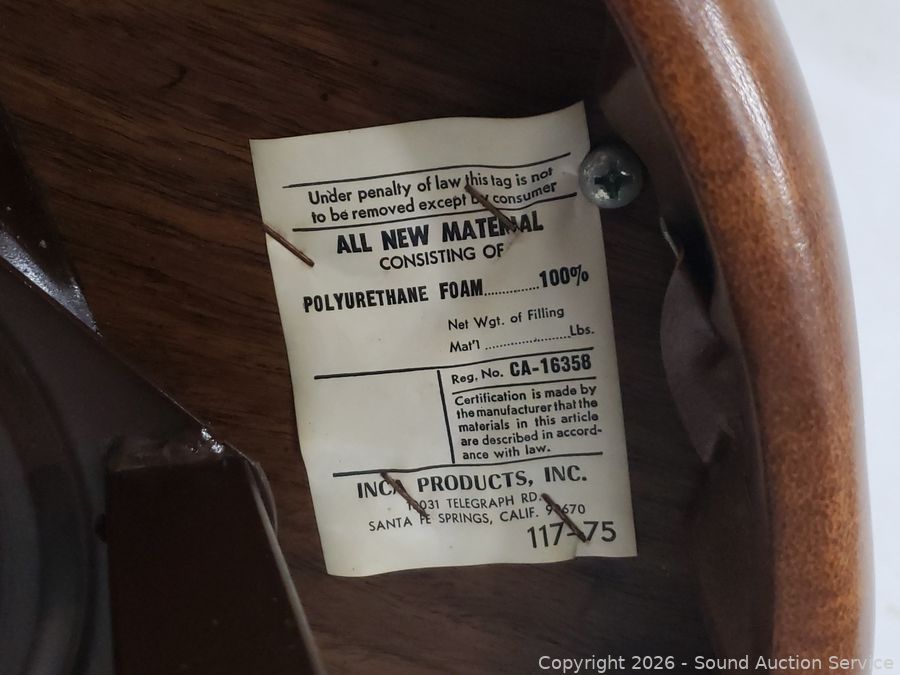 Under penalty of law this tag is not
to be removed except by consumer
ALL NEW MATERIAL
CONSISTING OF
POLYURETHANE FOAM..............100%
Net Wgt. of Filling
Mat'l ......................Lbs.
Reg. No. CA-16358
Certification is made by
the manufacturer that the
materials in this article
are described in accord-
ance with law.
INCA PRODUCTS, INC.
TELEGRAPH RD.
SANTA FE SPRINGS, CALIF.
117-75
Copyright 2026 - Sound Auction Service